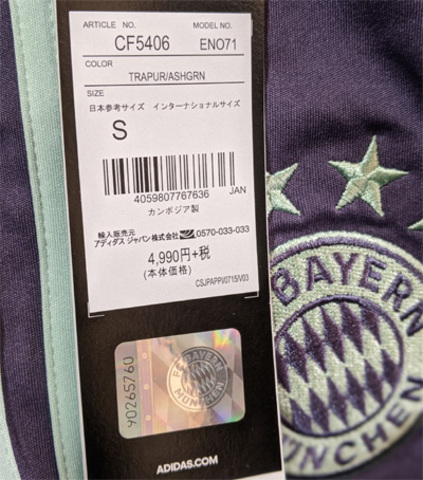 ARTICLE NO. MODEL NO.
CF5406 ENO71
COLOR
TRAPUR/ASHGRN
SIZE
日本参考サイズ インターナショナルサイズ
S
4059807767636 JAN
カンボジア製
輸入販売元
アディダス ジャパン株式会社 0570-033-033
4,990円+税
(本体価格)
CSJPAPPV0715/V03
90265760
FC BAYERN
MÜNCHEN
ADIDAS.COM
BAYERN
MÜNCHEN